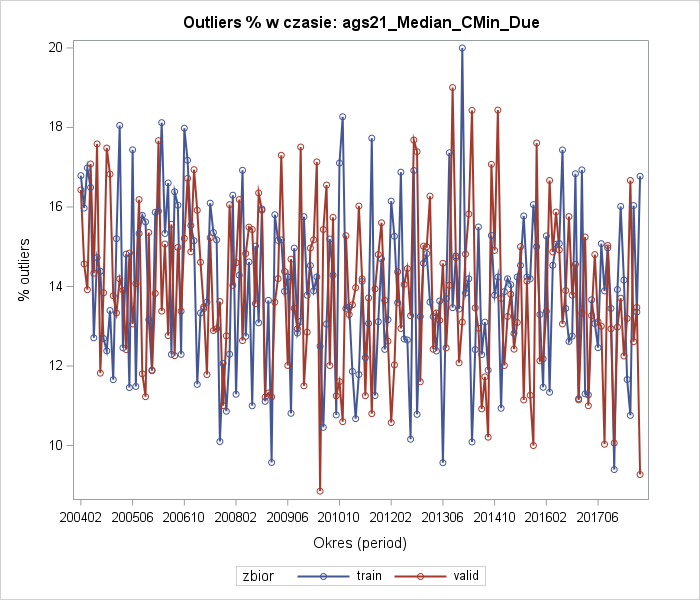 Outliers % w czasie: ags21_Median_CMin_Due
% outliers
20
18
16
14
12
10
200402 200506 200610 200802 200906 201010 201202 201306 201410 201602 201706
Okres (period)
zbior train valid